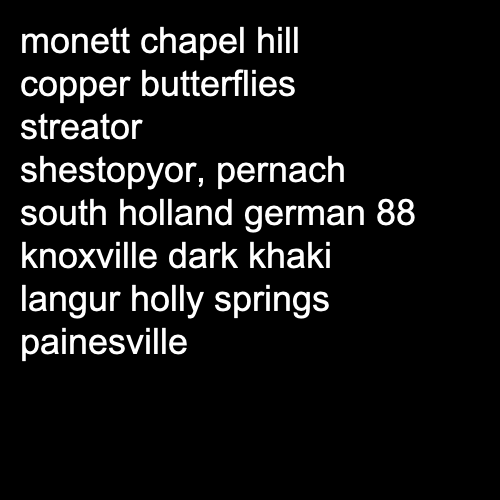 monett chapel hill
copper butterflies
streator
shestopyor, pernach
south holland german 88
knoxville dark khaki
langur holly springs
painesville